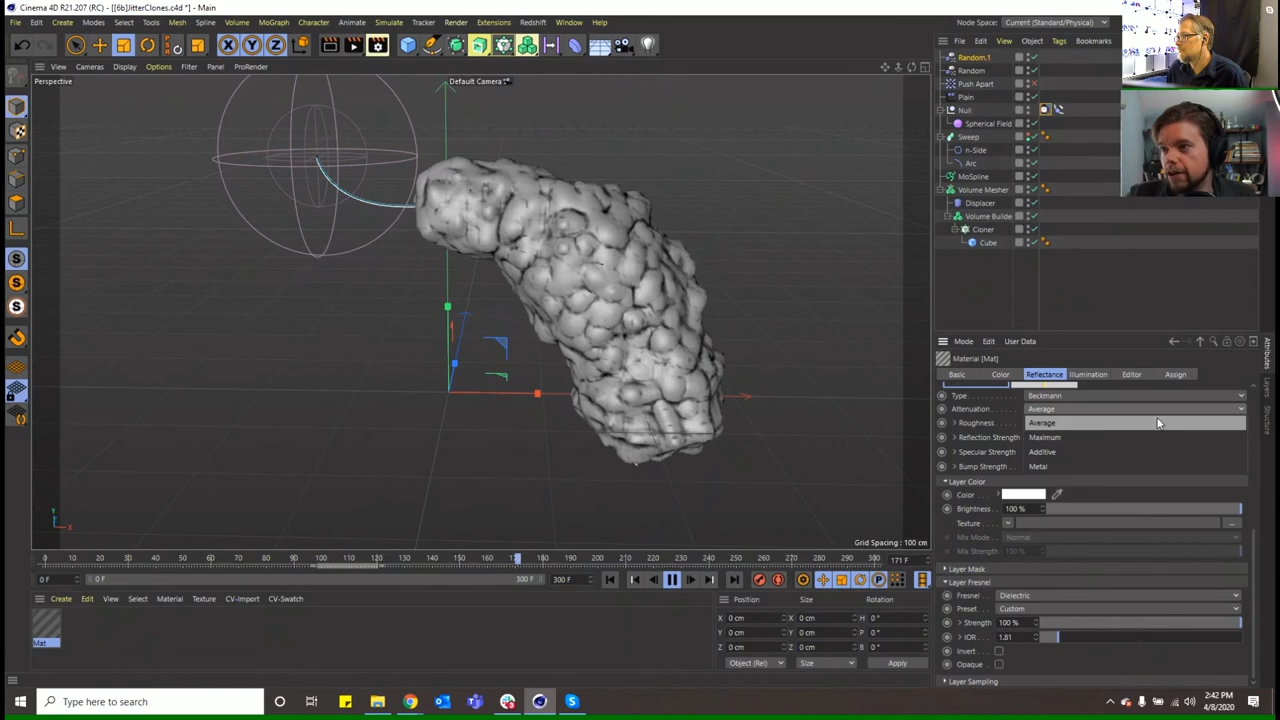 Cinema 4D R21.207 (RC) - [[6b]JitterClones.c4d *] - Main
File Edit Create Modes Select Tools Mesh Spline Volume MoGraph Character Animate Simulate Tracker Render Extensions Redshift Window Help
Node Space: Current (Standard/Physical)
X Y Z
File Edit View Object Tags Bookmarks
View Cameras Display Options Filter Panel ProRender
Perspective
Default Camera
Random.1
Random
Push Apart
Plain
Null
Spherical Field
Sweep
n-Side
Arc
MoSpline
Volume Mesher
Displacer
Volume Builde
Cloner
Cube
Mode Edit User Data
Attributes
Layers
Structure
Material [Mat]
Basic Color Reflectance Illumination Editor Assign
Type Beckmann
Attenuation Average
Roughness Average
Reflection Strength Maximum
Specular Strength Additive
Bump Strength Metal
Layer Color
Color
Brightness 100 %
Texture
Mix Mode Normal
Mix Strength 100 %
Layer Mask
Layer Fresnel
Fresnel Dielectric
Preset Custom
Strength 100 %
IOR 1.81
Invert
Opaque
Layer Sampling
Y
X
Grid Spacing : 100 cm
0 10 20 30 40 50 60 70 80 90 100 110 120 130 140 150 160 170 180 190 200 210 220 230 240 250 260 270 280 290 300 171 F
0 F 0 F 300 F 300 F
Create Edit View Select Material Texture CV-Import CV-Swatch
Mat
Position Size Rotation
X 0 cm X 0 cm H 0 °
Y 0 cm Y 0 cm P 0 °
Z 0 cm Z 0 cm B 0 °
Object (Rel) Size Apply
Type here to search
2:42 PM
4/8/2020